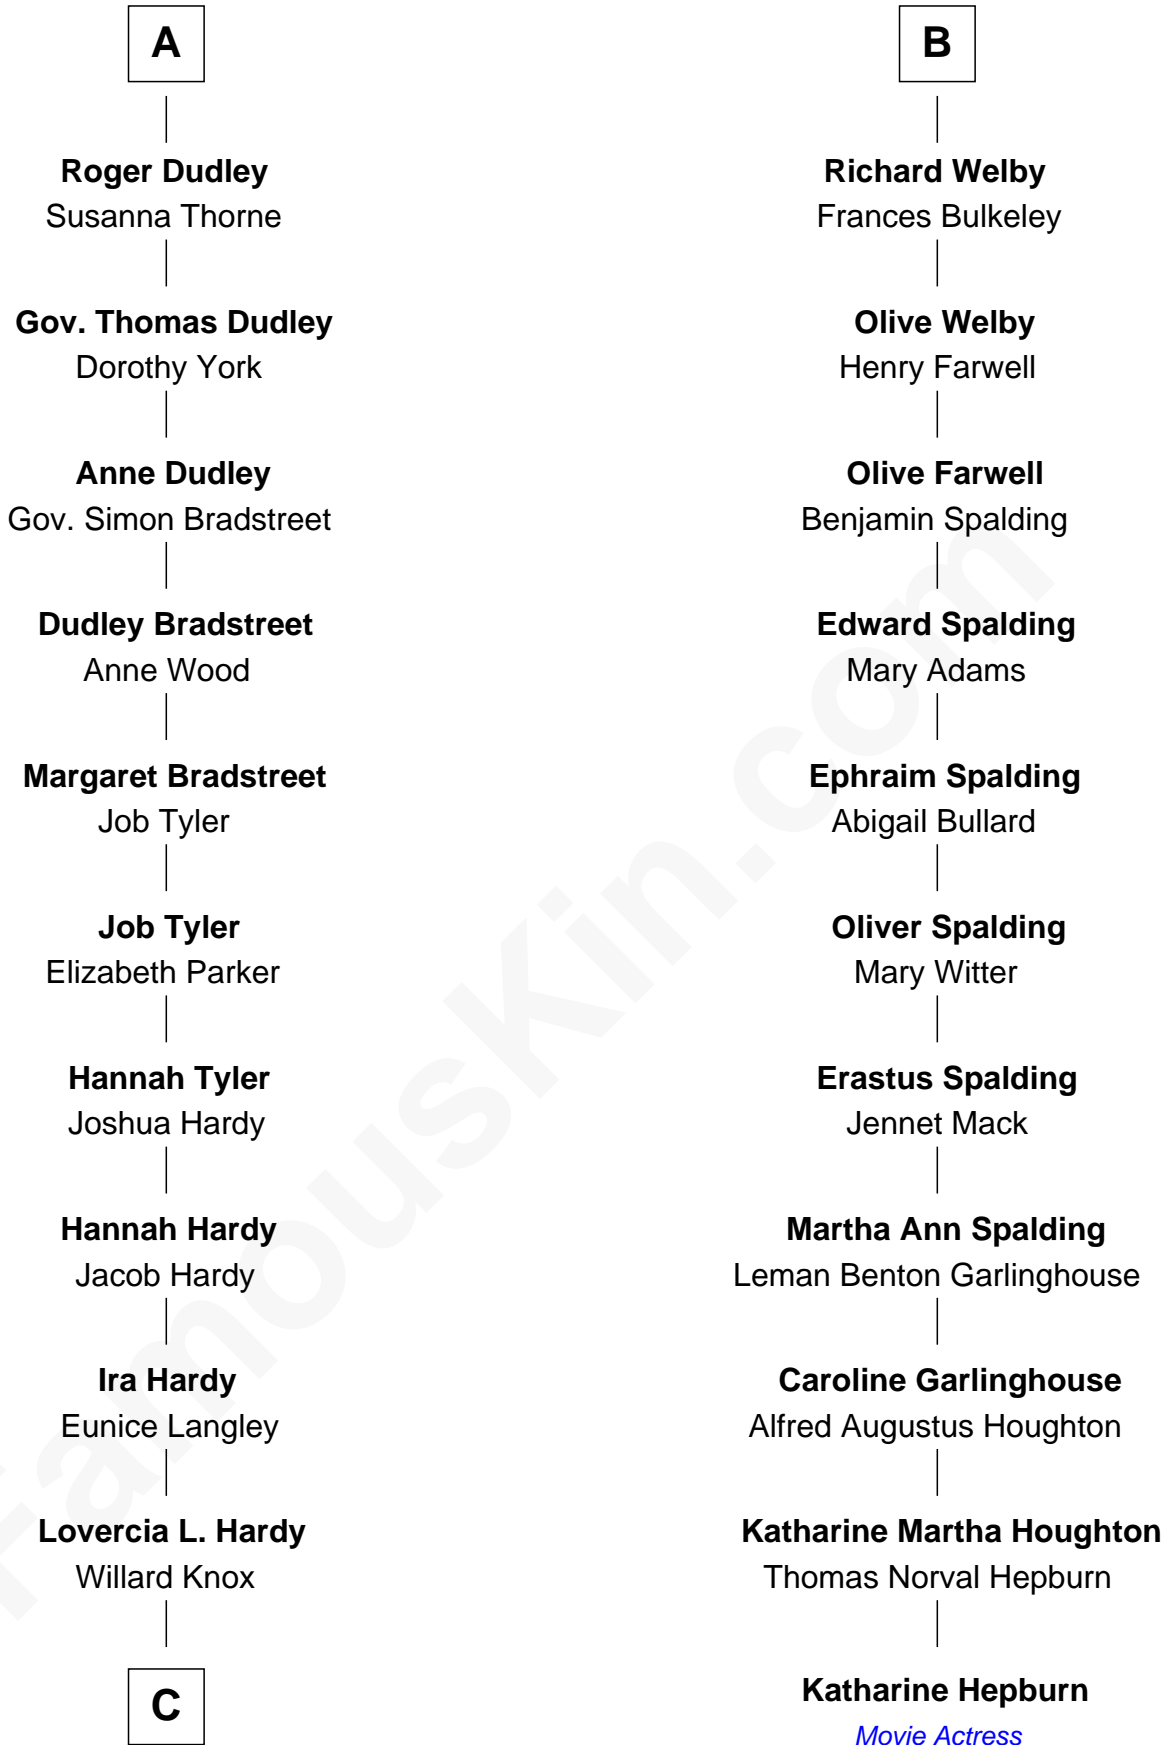 A
Roger Dudley
Susanna Thorne
Gov. Thomas Dudley
Dorothy York
Anne Dudley
Gov. Simon Bradstreet
Dudley Bradstreet
Anne Wood
Margaret Bradstreet
Job Tyler
Job Tyler
Elizabeth Parker
Hannah Tyler
Joshua Hardy
Hannah Hardy
Jacob Hardy
Ira Hardy
Eunice Langley
Lovercia L. Hardy
Willard Knox
C
B
Richard Welby
Frances Bulkeley
Olive Welby
Henry Farwell
Olive Farwell
Benjamin Spalding
Edward Spalding
Mary Adams
Ephraim Spalding
Abigail Bullard
Oliver Spalding
Mary Witter
Erastus Spalding
Jennet Mack
Martha Ann Spalding
Leman Benton Garlinghouse
Caroline Garlinghouse
Alfred Augustus Houghton
Katharine Martha Houghton
Thomas Norval Hepburn
Katharine Hepburn
Movie Actress
FamousKin.com